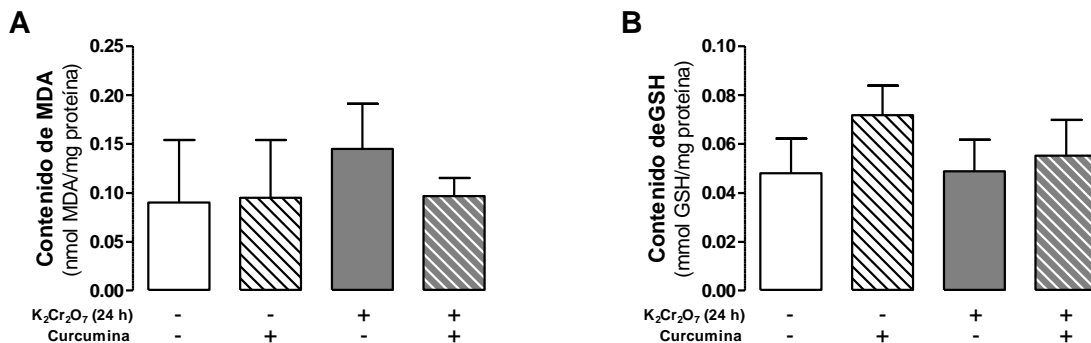 A
Contenido de MDA
(nmol MDA/mg proteína)
0.25
0.20
0.15
0.10
0.05
0.00
K₂Cr₂O₇ (24 h) - - + +
Curcumina - + - +
B
Contenido deGSH
(mmol GSH/mg proteína)
0.10
0.08
0.06
0.04
0.02
0.00
K₂Cr₂O₇ (24 h) - - + +
Curcumina - + - +